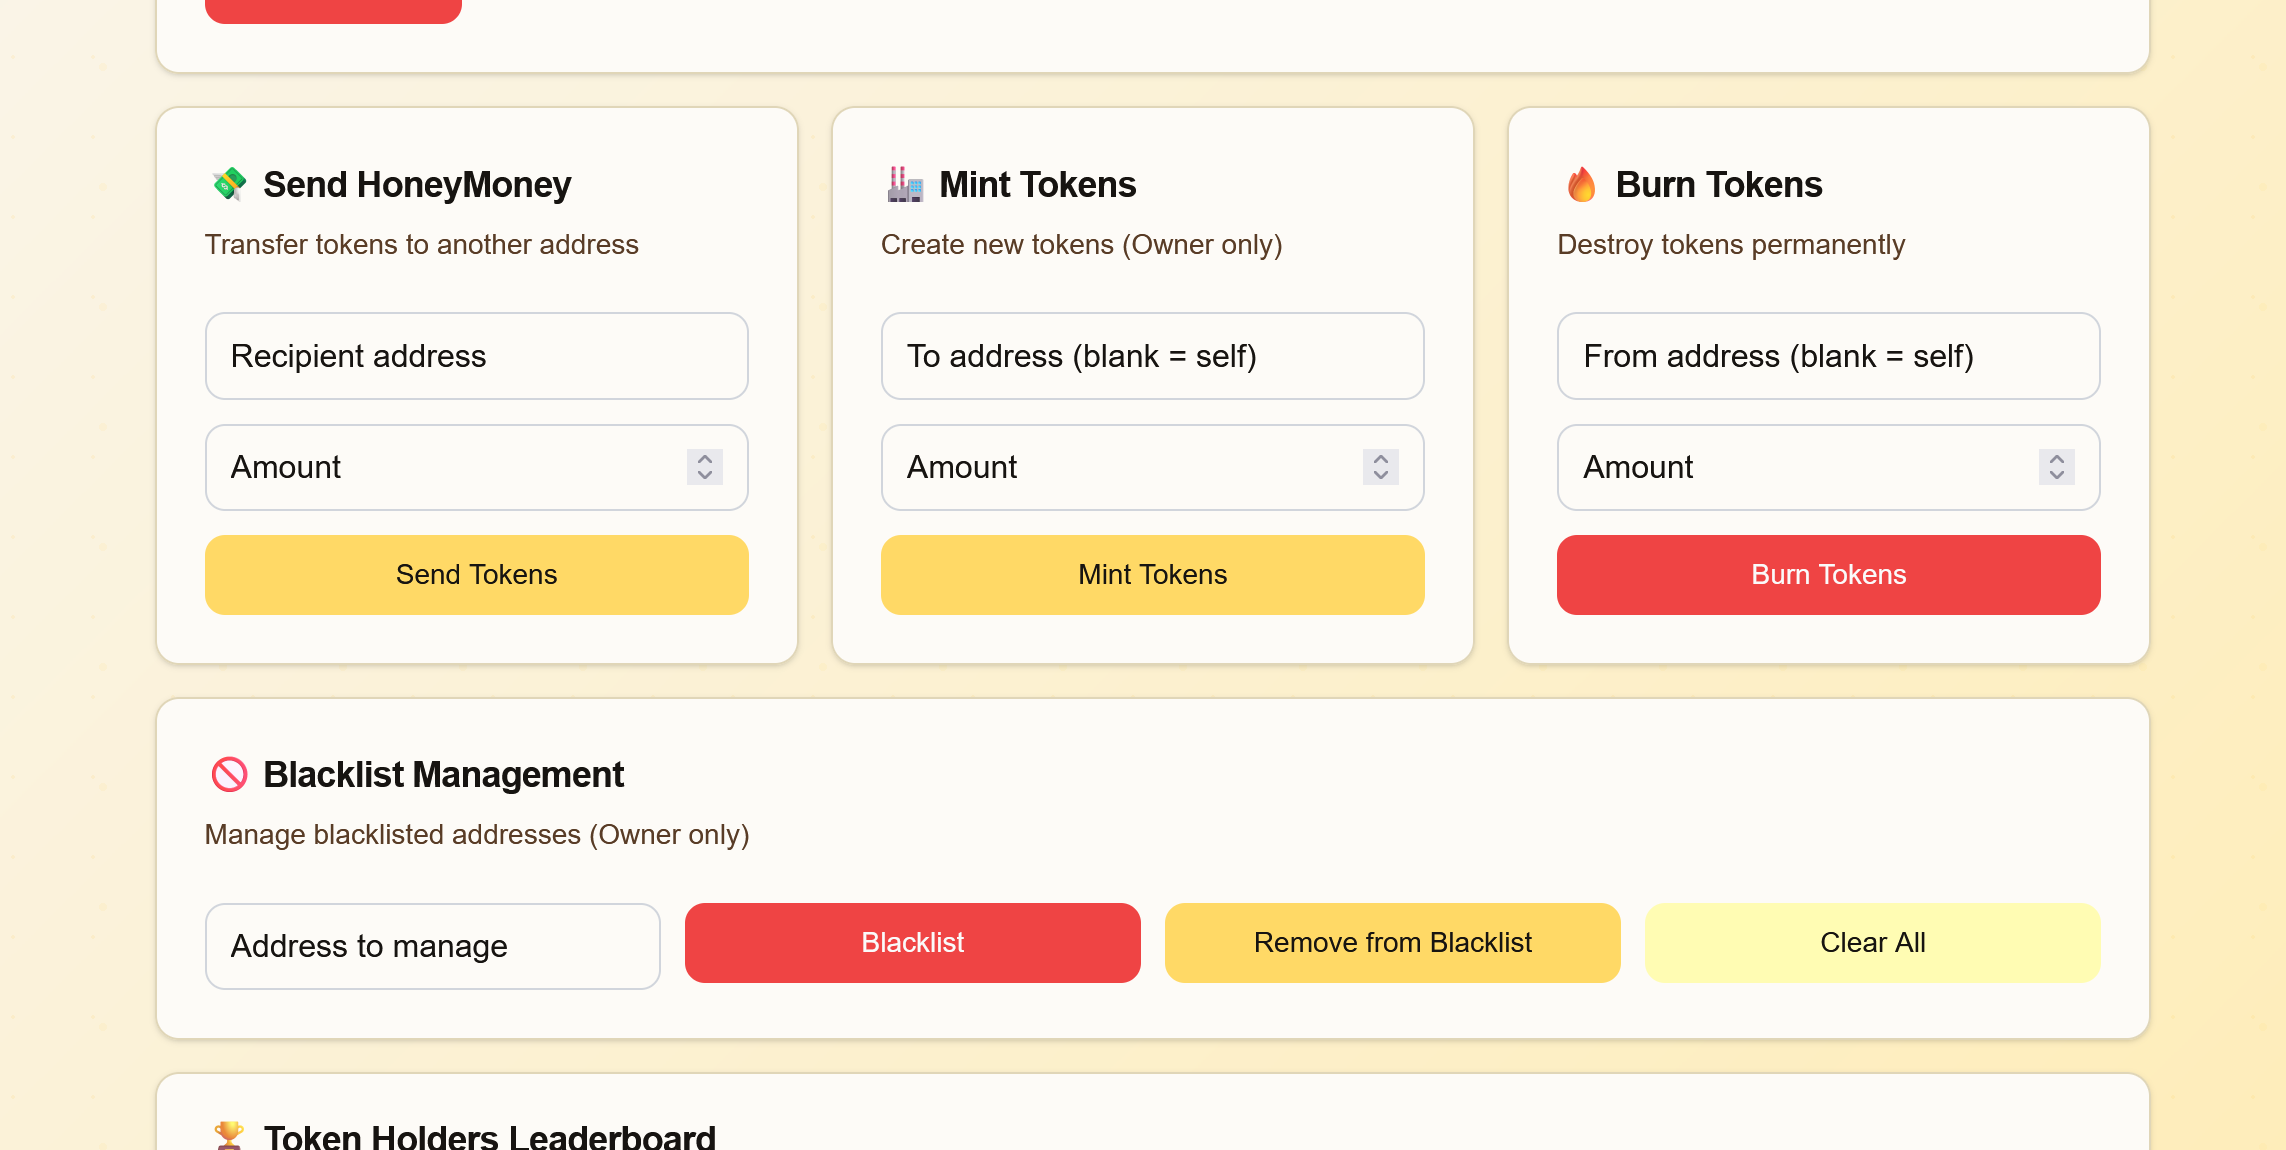 Send HoneyMoney
Transfer tokens to another address
Recipient address
Amount
Send Tokens
Mint Tokens
Create new tokens (Owner only)
To address (blank = self)
Amount
Mint Tokens
Burn Tokens
Destroy tokens permanently
From address (blank = self)
Amount
Burn Tokens
Blacklist Management
Manage blacklisted addresses (Owner only)
Address to manage
Blacklist
Remove from Blacklist
Clear All
Token Holders Leaderboard